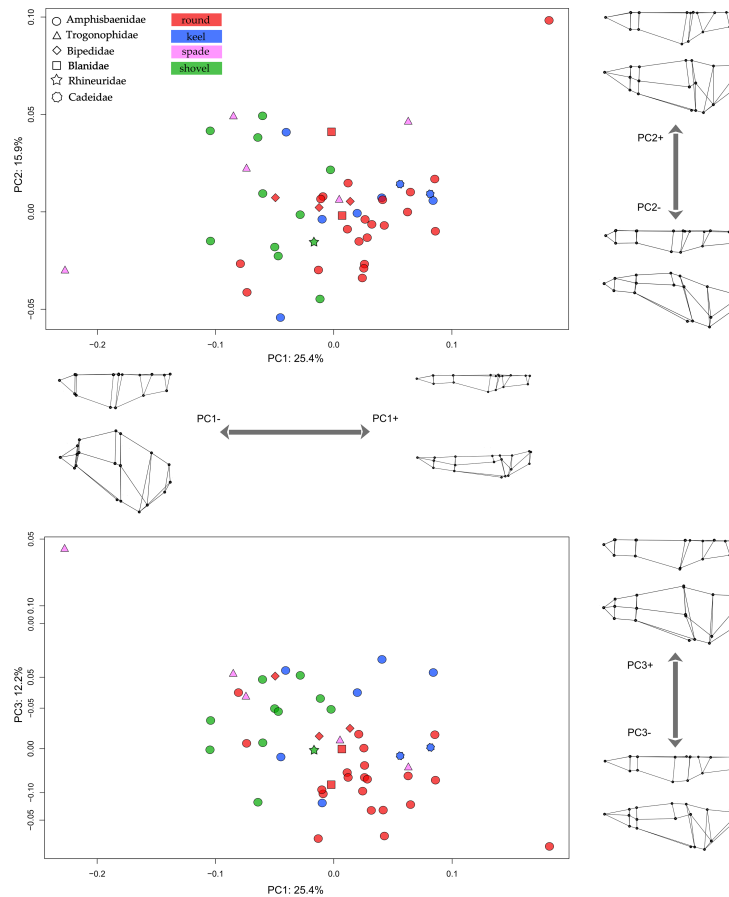 0.10
0.05
0.00
−0.05
PC2: 15.9%
Amphisbaenidae
Trogonophidae
Bipedidae
Blanidae
Rhineuridae
Cadeidae
round
keel
spade
shovel
−0.2
−0.1
0.0
0.1
PC1: 25.4%
PC2+
PC2-
PC1-
PC1+
0.05
0.10
0.00
0.05
−0.05
0.00
−0.10
−0.05
PC3: 12.2%
−0.2
−0.1
0.0
0.1
PC1: 25.4%
PC3+
PC3-